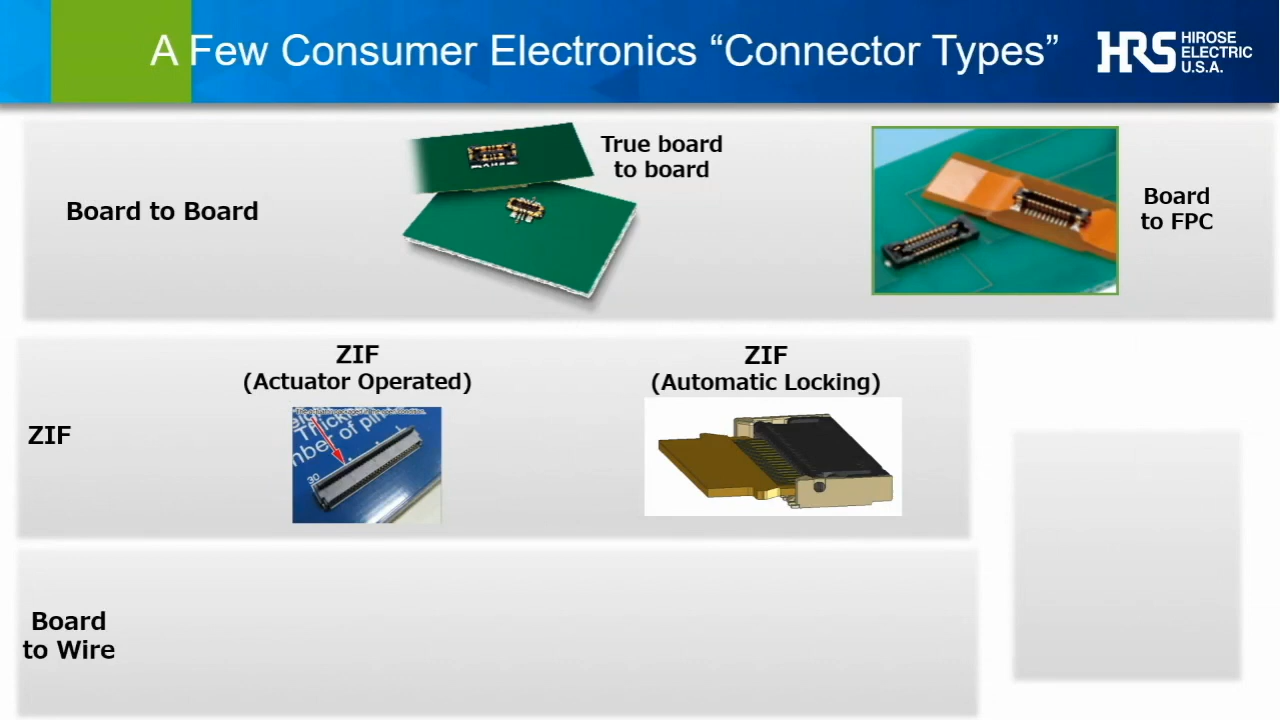 A Few Consumer Electronics “Connector Types”
HRS
HIROSE
ELECTRIC
U.S.A.
True board
to board
Board to Board
Board
to FPC
ZIF
(Actuator Operated)
ZIF
(Automatic Locking)
ZIF
30
Board
to Wire